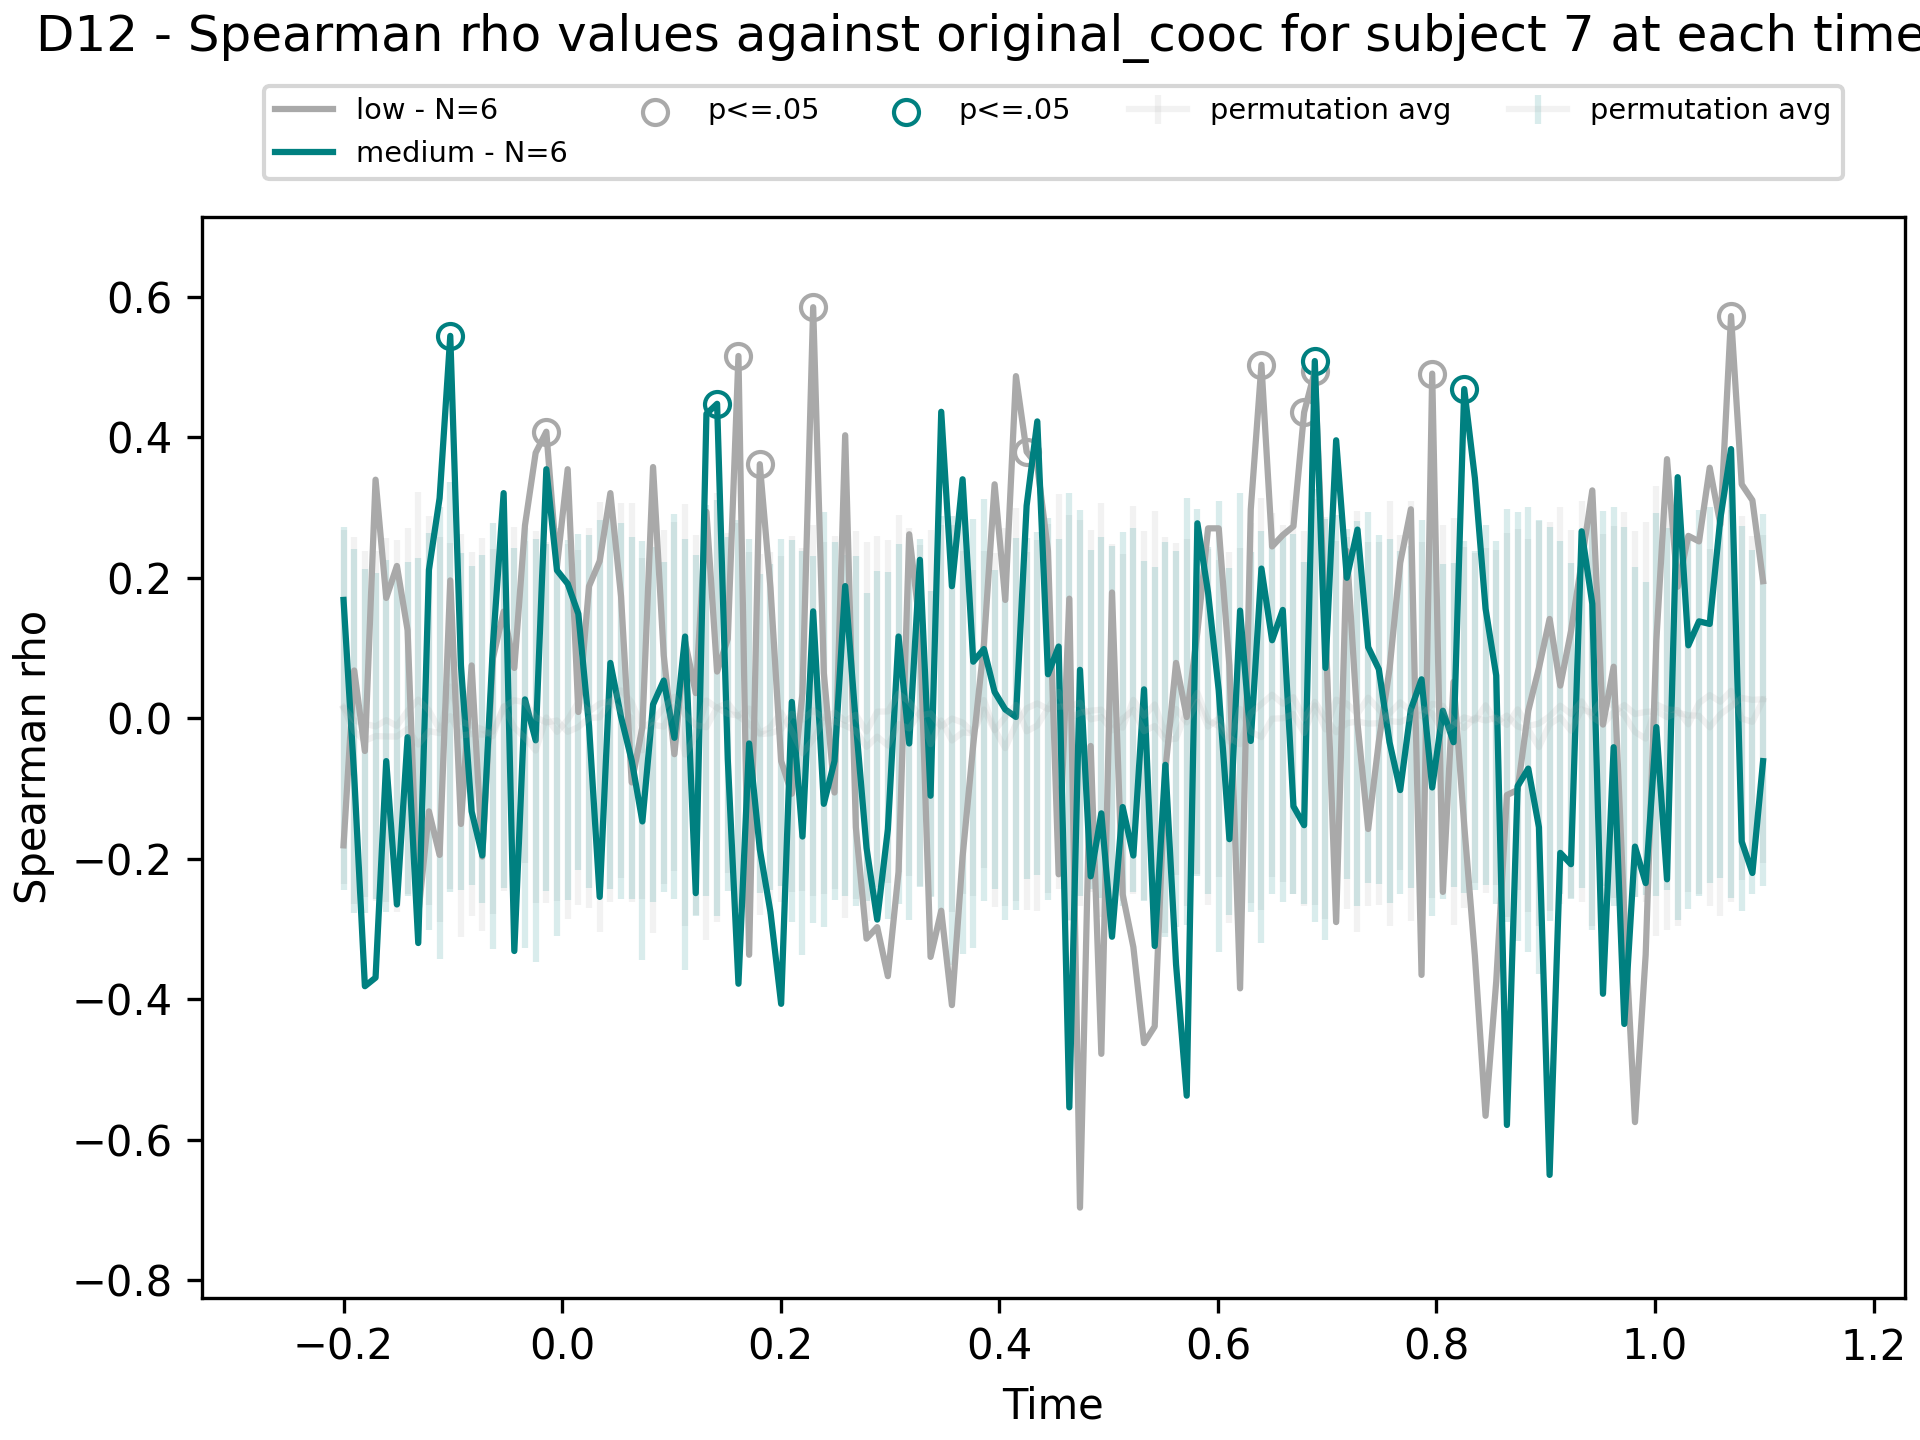 D12 - Spearman rho values against original_cooc for subject 7 at each time
low - N=6
medium - N=6
p<=.05
p<=.05
permutation avg
permutation avg
Spearman rho
0.6
0.4
0.2
0.0
−0.2
−0.4
−0.6
−0.8
−0.2 0.0 0.2 0.4 0.6 0.8 1.0 1.2
Time